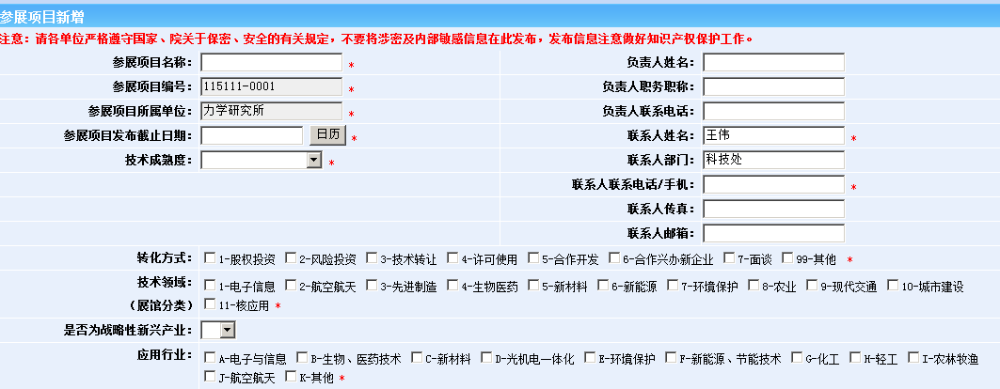 参展项目新增
注意：请各单位严格遵守国家、院关于保密、安全的有关规定，不要将涉密及内部敏感信息在此发布，发布信息注意做好知识产权保护工作。
参展项目名称： * 负责人姓名：
参展项目编号： 115111-0001 * 负责人职务职称：
参展项目所属单位： 力学研究所 * 负责人联系电话：
参展项目发布截止日期： 日历 * 联系人姓名： 王伟 *
技术成熟度： * 联系人部门： 科技处
联系人联系电话/手机： *
联系人传真：
联系人邮箱：
转化方式： 1-股权投资 2-风险投资 3-技术转让 4-许可使用 5-合作开发 6-合作兴办新企业 7-面谈 99-其他 *
技术领域： 1-电子信息 2-航空航天 3-先进制造 4-生物医药 5-新材料 6-新能源 7-环境保护 8-农业 9-现代交通 10-城市建设
（展馆分类） 11-核应用 *
是否为战略性新兴产业：
应用行业： A-电子与信息 B-生物、医药技术 C-新材料 D-光机电一体化 E-环境保护 F-新能源、节能技术 G-化工 H-轻工 I-农林牧渔
J-航空航天 K-其他 *